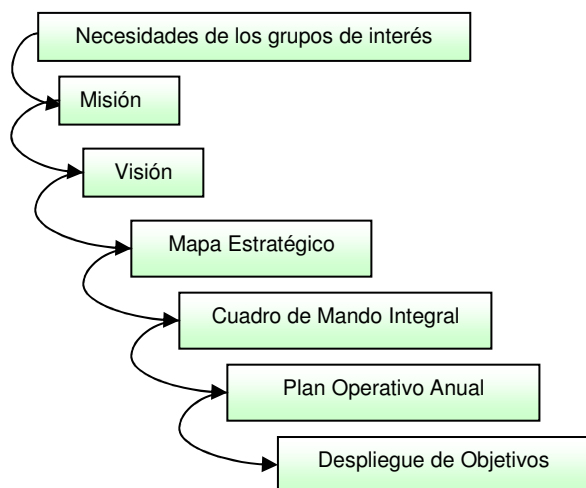 Necesidades de los grupos de interés
Misión
Visión
Mapa Estratégico
Cuadro de Mando Integral
Plan Operativo Anual
Despliegue de Objetivos